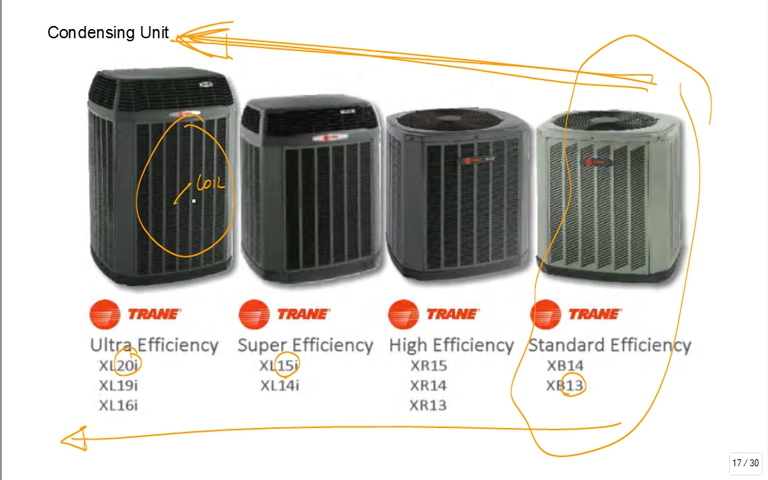 Condensing Unit
COIL
TRANE TRANE TRANE TRANE
Ultra Efficiency Super Efficiency High Efficiency Standard Efficiency
XL20i XL15i XR15 XB14
XL19i XL14i XR14 XB13
XL16i XR13
17 / 30